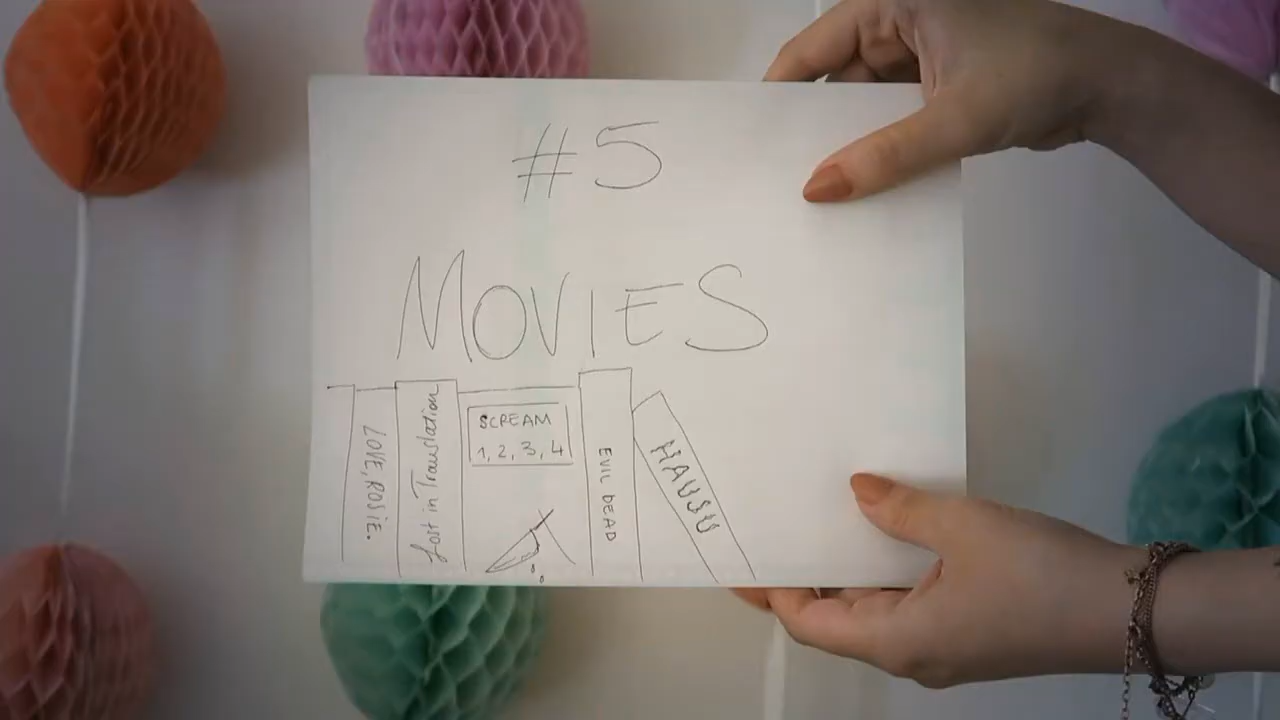 #5
MOVIES
LOVE, ROSIE.
Lost in Translation
SCREAM
1, 2, 3, 4
EVIL DEAD
HAUSU